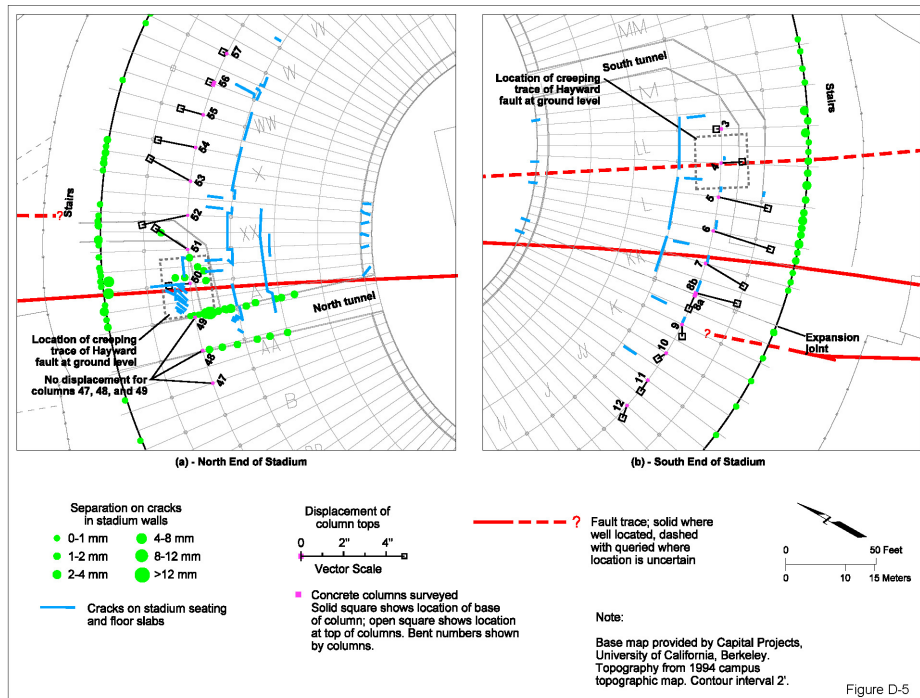 57
56
55
54
53
52
51
50
49
48
47
W
W
WW
X
XX
AA
B
BB
Stairs
?
North tunnel
Location of creeping
trace of Hayward
fault at ground level
No displacement for
columns 47, 48, and 49
(a) - North End of Stadium
MM
South tunnel
M
Location of creeping
trace of Hayward
fault at ground level
LL
L
KK
K
JJ
J
N
3
4
5
6
7
8b
8a
9
10
11
12
Stairs
?
Expansion
joint
(b) - South End of Stadium
Separation on cracks
in stadium walls
0-1 mm
1-2 mm
2-4 mm
4-8 mm
8-12 mm
>12 mm
Cracks on stadium seating
and floor slabs
Displacement of
column tops
0 2" 4"
Vector Scale
Concrete columns surveyed
Solid square shows location of base
of column; open square shows location
at top of columns. Bent numbers shown
by columns.
? Fault trace; solid where
well located, dashed
with queried where
location is uncertain
Z
0 50 Feet
0 10 15 Meters
Note:
Base map provided by Capital Projects,
University of California, Berkeley.
Topography from 1994 campus
topographic map. Contour interval 2'.
Figure D-5